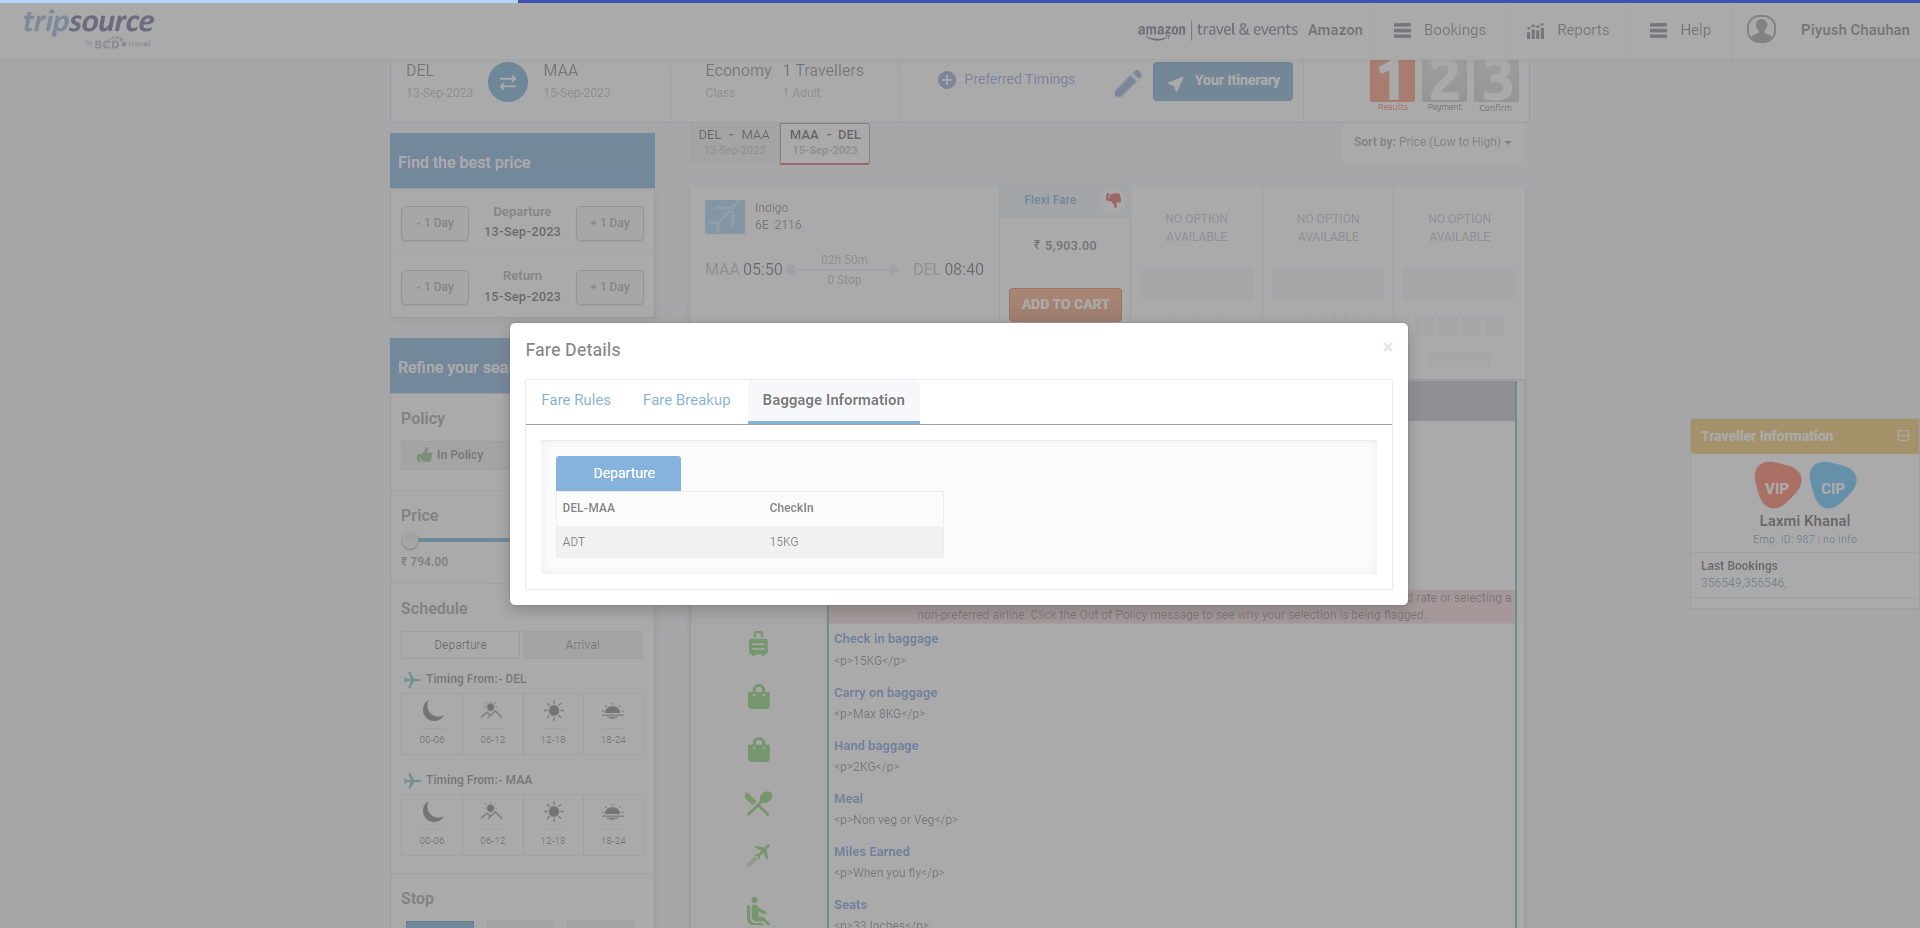 tripsource
by BCD travel
amazon | travel & events Amazon
Bookings
Reports
Help
Piyush Chauhan
DEL
13-Sep-2023
MAA
15-Sep-2023
Economy
Class
1 Travellers
1 Adult
Preferred Timings
Your Itinerary
1 2 3
Results Payment Confirm
Find the best price
- 1 Day
Departure
13-Sep-2023
+ 1 Day
- 1 Day
Return
15-Sep-2023
+ 1 Day
DEL - MAA
13-Sep-2023
MAA - DEL
15-Sep-2023
Sort by: Price (Low to High)
Indigo
6E 2116
MAA 05:50
02h 50m
0 Stop
DEL 08:40
Flexi Fare
₹ 5,903.00
ADD TO CART
NO OPTION
AVAILABLE
NO OPTION
AVAILABLE
NO OPTION
AVAILABLE
Refine your sea
Policy
In Policy
Price
₹ 794.00
Schedule
Departure
Arrival
Timing From:- DEL
00-06 06-12 12-18 18-24
Timing From:- MAA
00-06 06-12 12-18 18-24
Stop
Fare Details
×
Fare Rules
Fare Breakup
Baggage Information
Departure
DEL-MAA CheckIn
ADT 15KG
rate or selecting a
non-preferred airline. Click the Out of Policy message to see why your selection is being flagged.
Check in baggage
<p>15KG</p>
Carry on baggage
<p>Max 8KG</p>
Hand baggage
<p>2KG</p>
Meal
<p>Non veg or Veg</p>
Miles Earned
<p>When you fly</p>
Seats
<p>33 Inches</p>
Traveller Information
VIP
CIP
Laxmi Khanal
Emp. ID: 987 | no Info
Last Bookings
356549,356546,